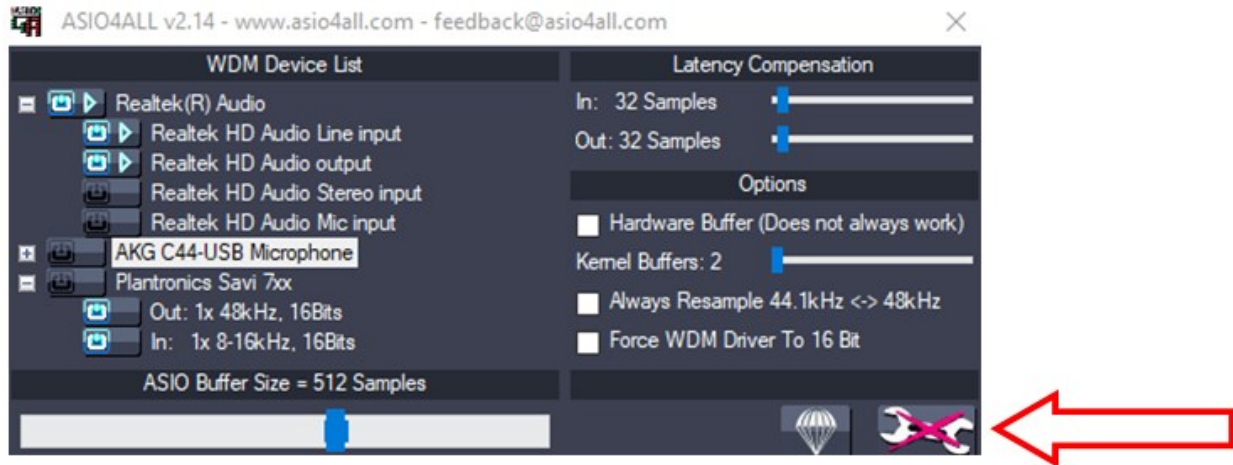 ASIO4ALL v2.14 - www.asio4all.com - feedback@asio4all.com
WDM Device List
Realtek(R) Audio
Realtek HD Audio Line input
Realtek HD Audio output
Realtek HD Audio Stereo input
Realtek HD Audio Mic input
AKG C44-USB Microphone
Plantronics Savi 7xx
Out: 1x 48kHz, 16Bits
In: 1x 8-16kHz, 16Bits
ASIO Buffer Size = 512 Samples
Latency Compensation
In: 32 Samples
Out: 32 Samples
Options
Hardware Buffer (Does not always work)
Kernel Buffers: 2
Always Resample 44.1kHz <-> 48kHz
Force WDM Driver To 16 Bit